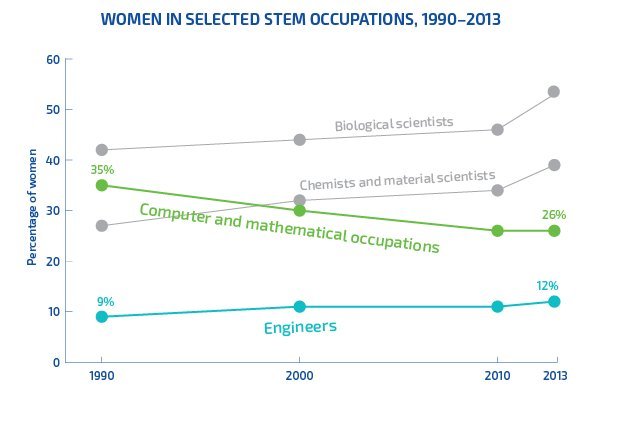 WOMEN IN SELECTED STEM OCCUPATIONS, 1990–2013
60
50
40
30
20
10
0
Percentage of women
Biological scientists
35%
Chemists and material scientists
Computer and mathematical occupations
26%
9%
12%
Engineers
1990 2000 2010 2013